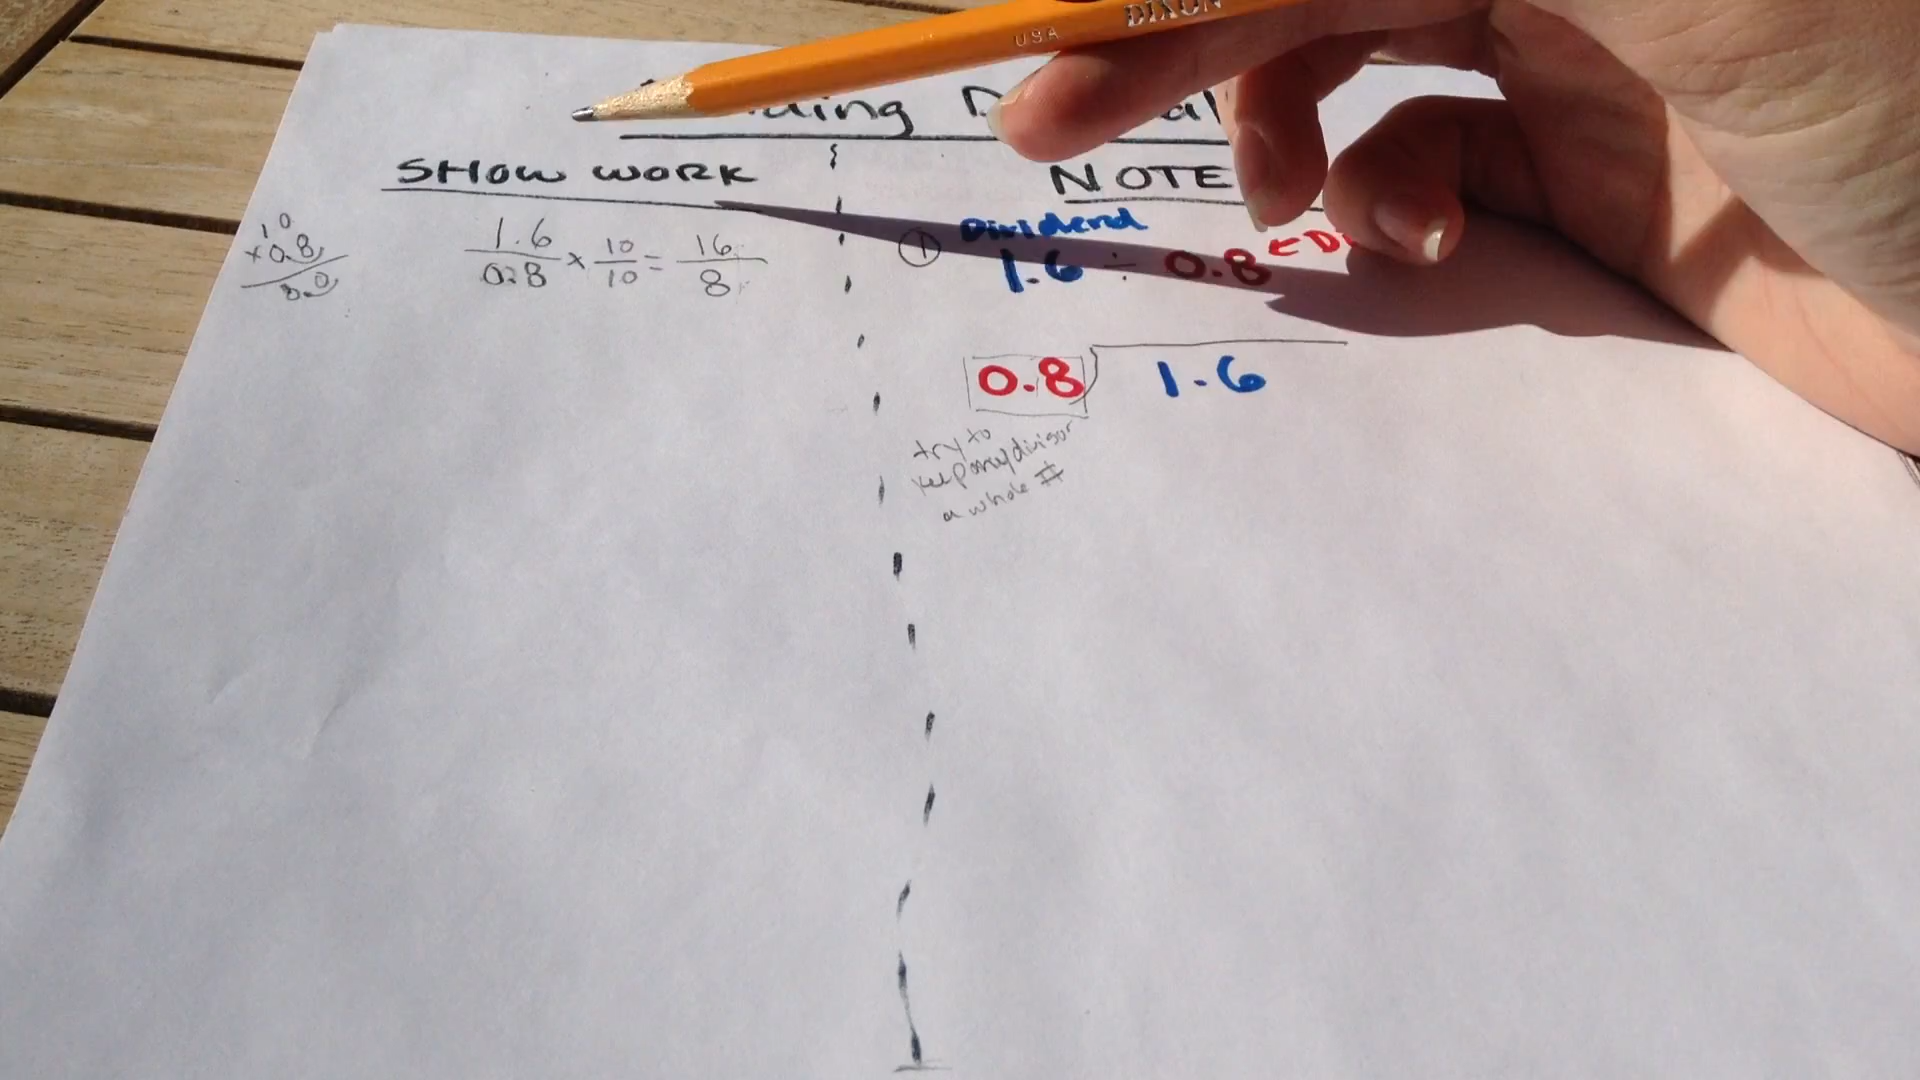 DIXON
USA
SHOW WORK
NOTE
10
×0.8
8.0
1.6/0.8 × 10/10 = 16/8
① Dividend
1.6 ÷ 0.8 ←
0.8 1.6
try to
keep any divisor
a whole #